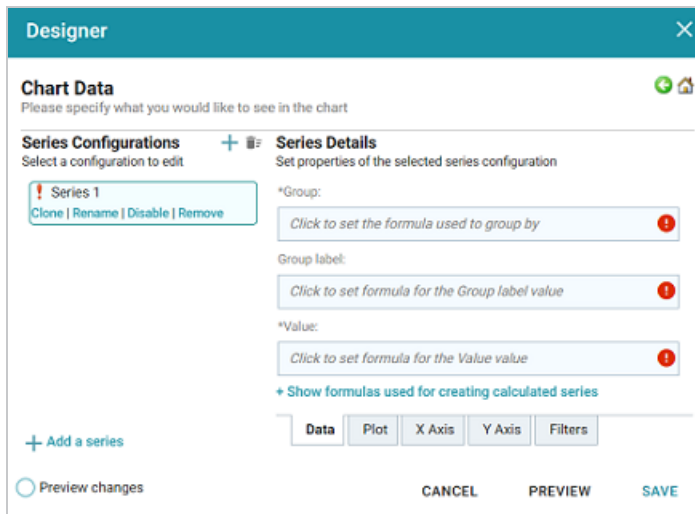 Designer
Chart Data
Please specify what you would like to see in the chart
Series Configurations
Select a configuration to edit
Series 1
Clone | Rename | Disable | Remove
+ Add a series
Series Details
Set properties of the selected series configuration
*Group:
Click to set the formula used to group by
Group label:
Click to set formula for the Group label value
*Value:
Click to set formula for the Value value
+ Show formulas used for creating calculated series
Data Plot X Axis Y Axis Filters
Preview changes
CANCEL PREVIEW SAVE